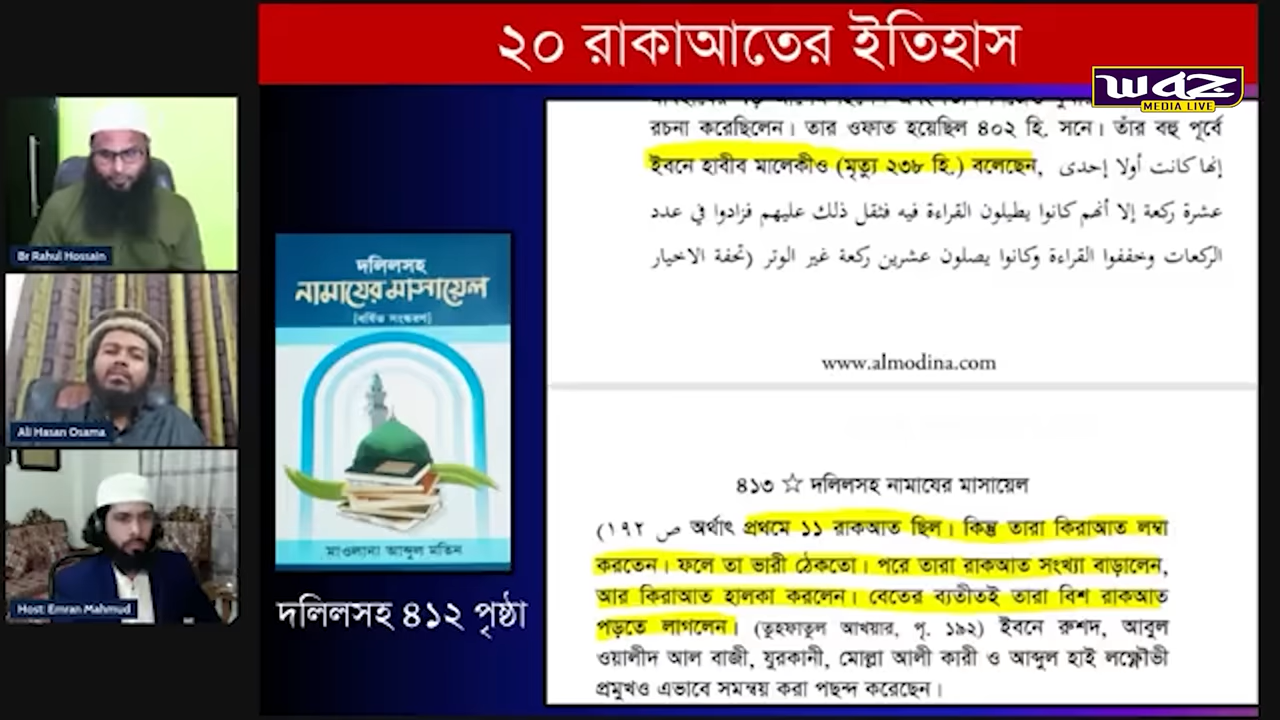 ২০ রাকাআতের ইতিহাস
WAZ
MEDIA LIVE
Br Rahul Hossain
Ali Hasan Osama
Host: Emran Mahmud
দলিলসহ
নামাযের মাসায়েল
[বর্ধিত সংস্করণ]
মাওলানা আব্দুল মতিন
দলিলসহ ৪১২ পৃষ্ঠা
রচনা করেছিলেন। তার ওফাত হয়েছিল ৪০২ হি. সনে। তাঁর বহু পূর্বে
ইবনে হাবীব মালেকীও (মৃত্যু ২৩৮ হি.) বলেছেন, إنها كانت أولا إحدى
عشرة ركعة إلا أنهم كانوا يطيلون القراءة فيه فثقل ذلك عليهم فزادوا في عدد
الركعات وخففوا القراءة وكانوا يصلون عشرين ركعة غير الوتر (تحفة الاخيار
www.almodina.com
৪১৩ ☆ দলিলসহ নামাযের মাসায়েল
(ص ١٩٢ অর্থাৎ প্রথমে ১১ রাকআত ছিল। কিন্তু তারা কিরাআত লম্বা
করতেন। ফলে তা ভারী ঠেকতো। পরে তারা রাকআত সংখ্যা বাড়ালেন,
আর কিরাআত হালকা করলেন। বেতের ব্যতীতই তারা বিশ রাকআত
পড়তে লাগলেন। (তুহফাতুল আখয়ার, পৃ. ১৯২) ইবনে রুশদ, আবুল
ওয়ালীদ আল বাজী, যুরকানী, মোল্লা আলী কারী ও আব্দুল হাই লক্ষ্ণৌভী
প্রমুখও এভাবে সমন্বয় করা পছন্দ করেছেন।